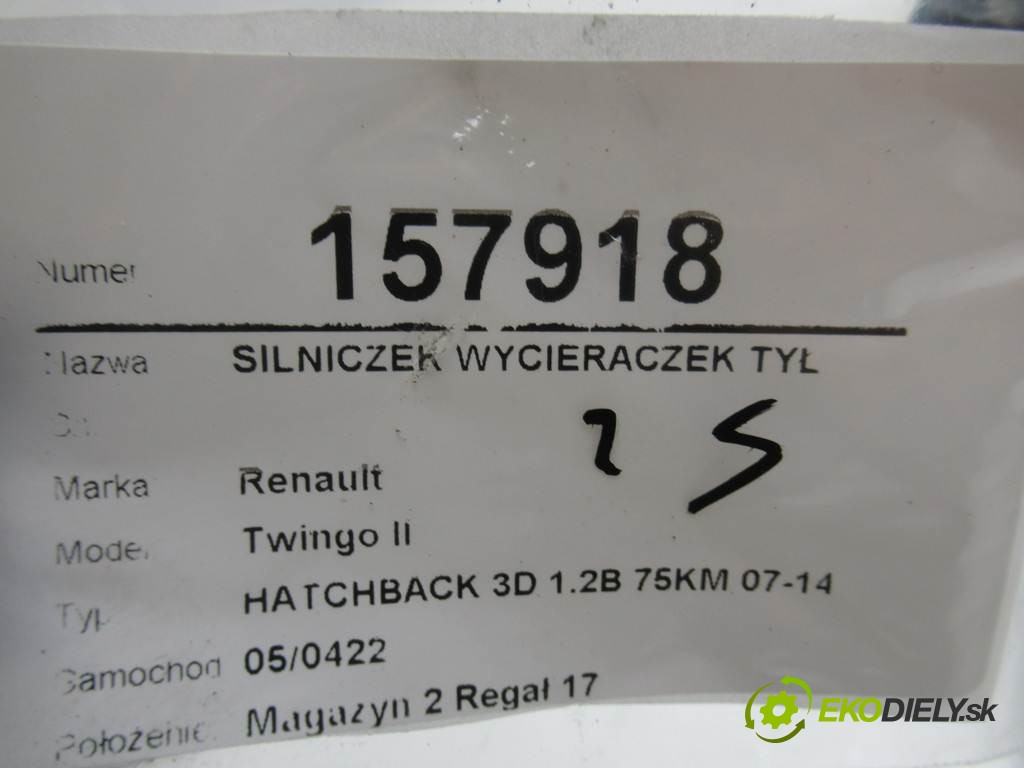 Numer 157918
Nazwa SILNICZEK WYCIERACZEK TYŁ
2 S
Marka Renault
Model Twingo II
Typ HATCHBACK 3D 1.2B 75KM 07-14
Samochod 05/0422
Położenie Magazyn 2 Regał 17
EKODIELY.sk